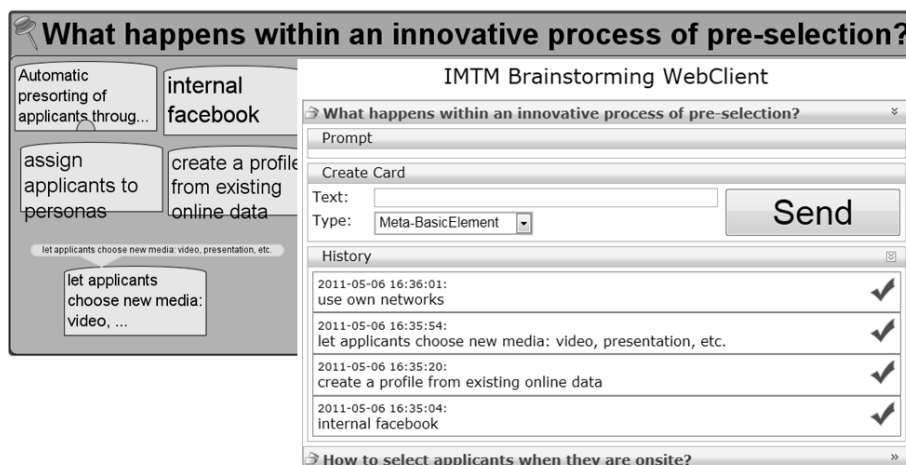 What happens within an innovative process of pre-selection?
Automatic
presorting of
applicants throug...
internal
facebook
assign
applicants to
personas
create a profile
from existing
online data
let applicants choose new media: video, presentation, etc.
let applicants
choose new media:
video, ...
IMTM Brainstorming WebClient
What happens within an innovative process of pre-selection?
Prompt
Create Card
Text:
Type: Meta-BasicElement
Send
History
2011-05-06 16:36:01:
use own networks
2011-05-06 16:35:54:
let applicants choose new media: video, presentation, etc.
2011-05-06 16:35:20:
create a profile from existing online data
2011-05-06 16:35:04:
internal facebook
How to select applicants when they are onsite?